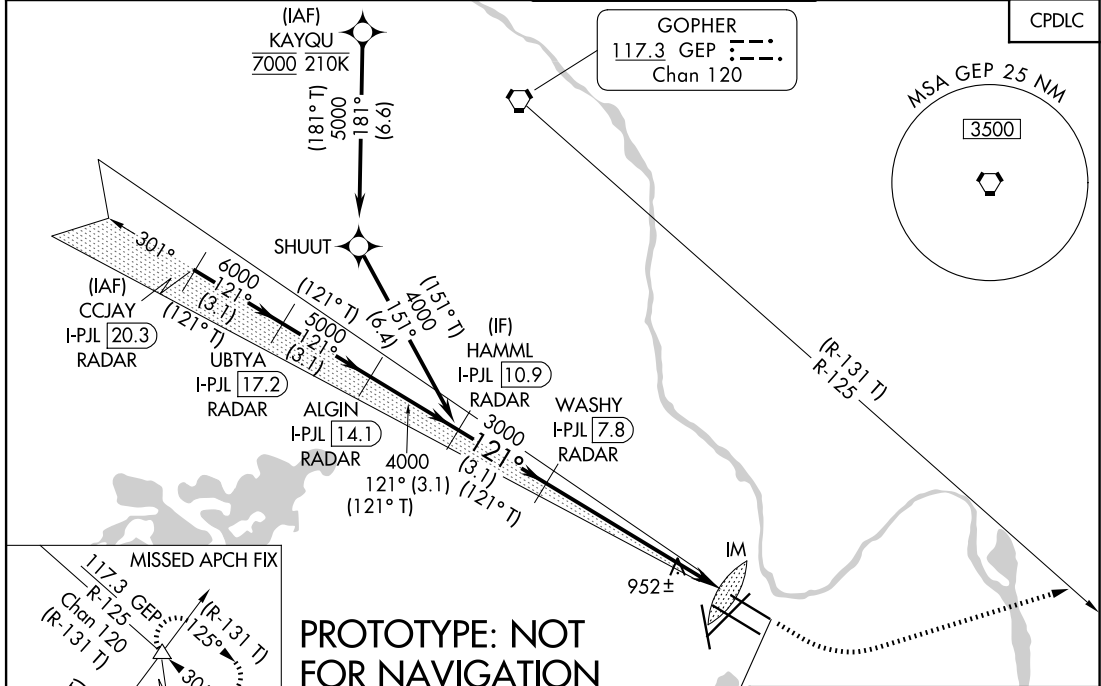 (IAF)
KAYQU
7000 210K
(181° T)
5000
181°
(6.6)
GOPHER
117.3 GEP
Chan 120
CPDLC
MSA GEP 25 NM
3500
SHUUT
301°
(IAF)
CCJAY
I-PJL 20.3
RADAR
6000
121°
(3.1)
(121° T)
UBTYA
I-PJL 17.2
RADAR
(121° T)
5000
121°
(3.1)
ALGIN
I-PJL 14.1
RADAR
4000
121° (3.1)
(121° T)
(151° T)
4000
151°
(6.4)
(IF)
HAMML
I-PJL 10.9
RADAR
3000
121°
(3.1)
(121° T)
WASHY
I-PJL 7.8
RADAR
(R-131 T)
R-125
IM
952±
MISSED APCH FIX
117.3 GEP
R-125
Chan 120
(R-131 T)
(R-131 T)
125°
PROTOTYPE: NOT
FOR NAVIGATION